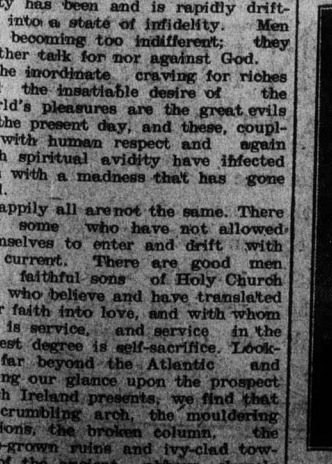 ty has been and is rapidly drift-
into a state of infidelity. Men
becoming too indifferent; they
ther talk for nor against God.
he inordinate craving for riches
the insatiable desire of the
ld's pleasures are the great evils
the present day, and these, coupl-
with human respect and again
h spiritual avidity have infected
with a madness that has gone
appily all are not the same. There
some who have not allowed
mselves to enter and drift with
current. There are good men
faithful sons of Holy Church
who believe and have translated
r faith into love, and with whom
is service, and service in the
est degree is self-sacrifice. Look-
far beyond the Atlantic and
ing our glance upon the prospect
h Ireland presents, we find that
crumbling arch, the mouldering
ions, the broken column, the
-grown ruins and ivy-clad tow-
of the ancient